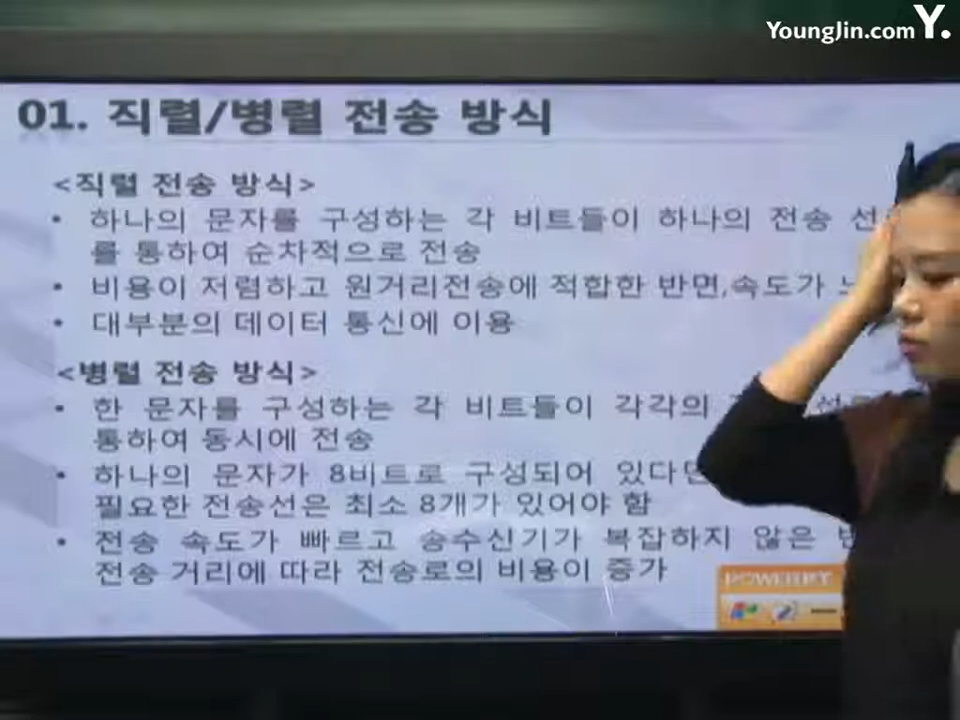 YoungJin.com Y.
01. 직렬/병렬 전송 방식
<직렬 전송 방식>
• 하나의 문자를 구성하는 각 비트들이 하나의 전송
를 통하여 순차적으로 전송
• 비용이 저렴하고 원거리전송에 적합한 반면,속도가
• 대부분의 데이터 통신에 이용
<병렬 전송 방식>
• 한 문자를 구성하는 각 비트들이 각각의
통하여 동시에 전송
• 하나의 문자가 8비트로 구성되어
필요한 전송선은 최소 8개가 있어야 함
• 전송 속도가 빠르고 송수신기가 복잡하지 않은
전송 거리에 따라 전송로의 비용이 증가